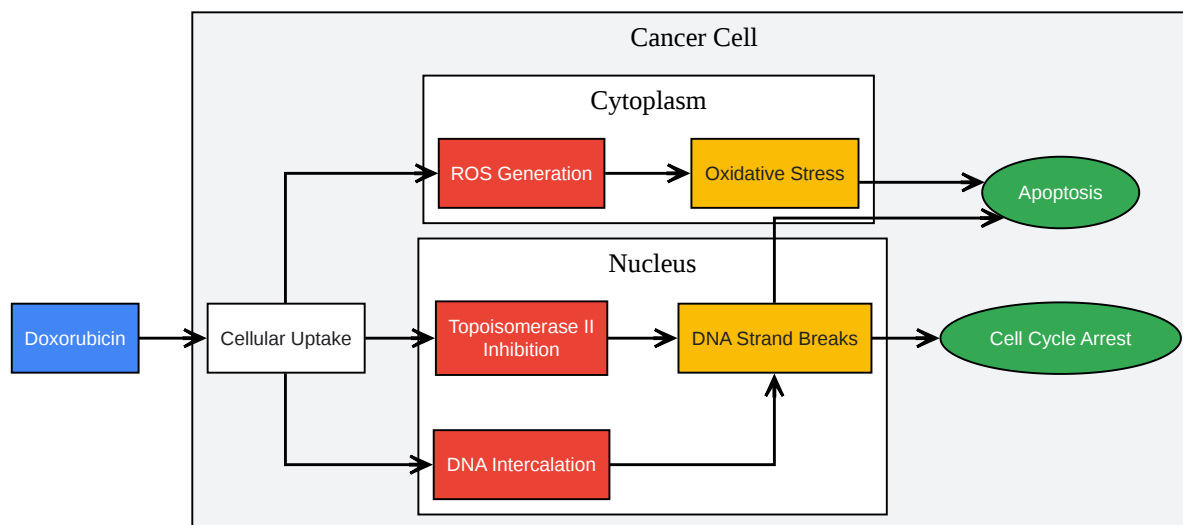 Cancer Cell
Cytoplasm
ROS Generation
Oxidative Stress
Apoptosis
Nucleus
Doxorubicin
Cellular Uptake
Topoisomerase II
Inhibition
DNA Strand Breaks
Cell Cycle Arrest
DNA Intercalation